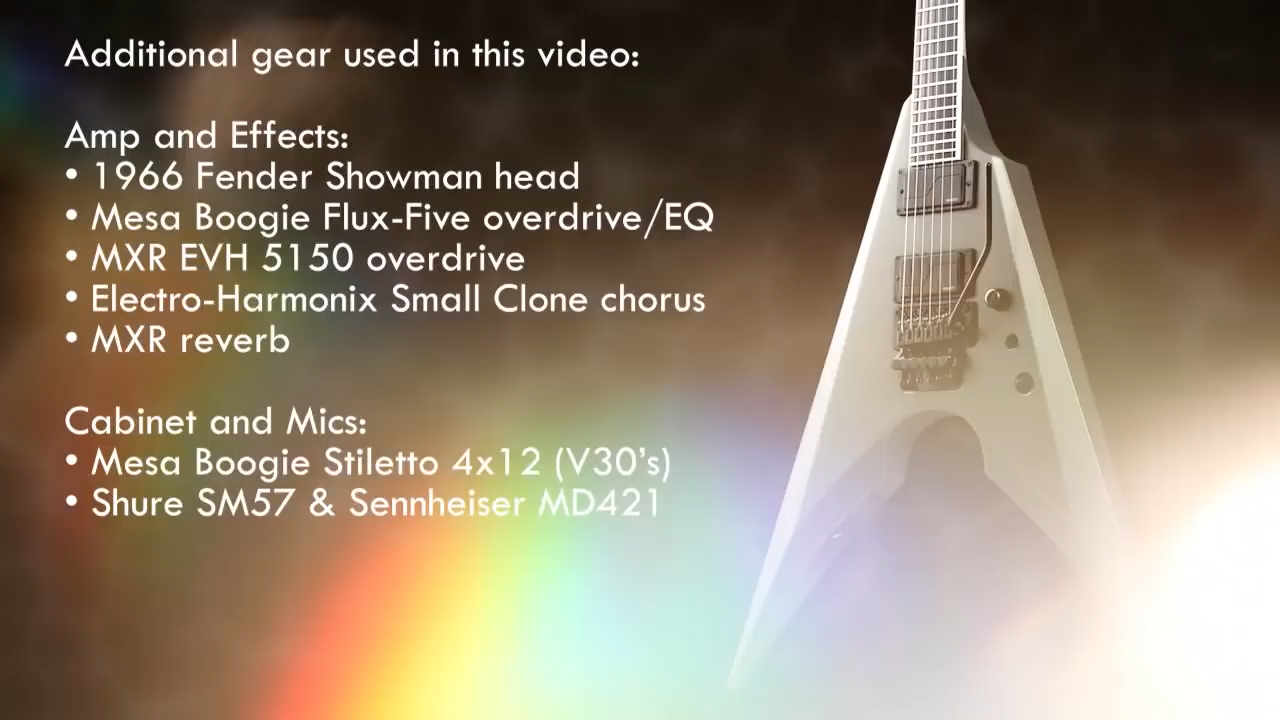 Additional gear used in this video:
Amp and Effects:
• 1966 Fender Showman head
• Mesa Boogie Flux-Five overdrive/EQ
• MXR EVH 5150 overdrive
• Electro-Harmonix Small Clone chorus
• MXR reverb
Cabinet and Mics:
• Mesa Boogie Stiletto 4x12 (V30’s)
• Shure SM57 & Sennheiser MD421